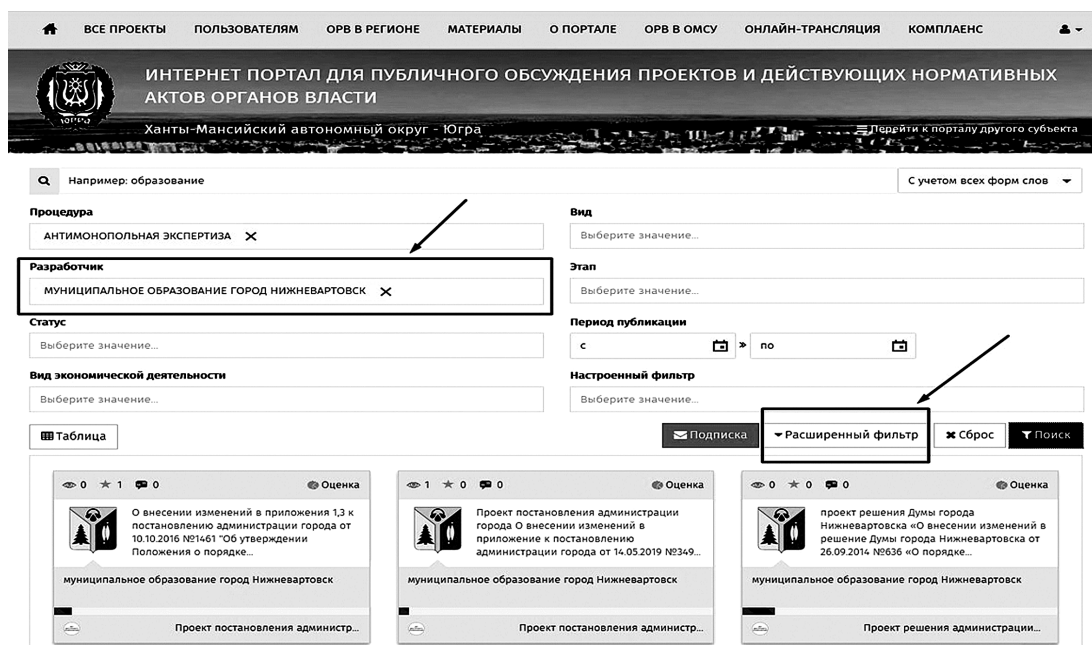 ВСЕ ПРОЕКТЫ ПОЛЬЗОВАТЕЛЯМ ОРВ В РЕГИОНЕ МАТЕРИАЛЫ О ПОРТАЛЕ ОРВ В ОМСУ ОНЛАЙН-ТРАНСЛЯЦИЯ КОМПЛАЕНС
ИНТЕРНЕТ ПОРТАЛ ДЛЯ ПУБЛИЧНОГО ОБСУЖДЕНИЯ ПРОЕКТОВ И ДЕЙСТВУЮЩИХ НОРМАТИВНЫХ
АКТОВ ОРГАНОВ ВЛАСТИ
ЮГРА
Ханты-Мансийский автономный округ - Югра
Перейти к порталу другого субъекта
Например: образование
С учетом всех форм слов
Процедура
АНТИМОНОПОЛЬНАЯ ЭКСПЕРТИЗА
Вид
Выберите значение...
Разработчик
МУНИЦИПАЛЬНОЕ ОБРАЗОВАНИЕ ГОРОД НИЖНЕВАРТОВСК
Этап
Выберите значение...
Статус
Выберите значение...
Период публикации
с » по
Вид экономической деятельности
Выберите значение...
Настроенный фильтр
Выберите значение...
Таблица
Подписка
Расширенный фильтр
Сброс
Поиск
0 1 0 Оценка
О внесении изменений в приложения 1,3 к
постановлению администрации города от
10.10.2016 №1461 "Об утверждении
Положения о порядке...
муниципальное образование город Нижневартовск
Проект постановления администр...
1 0 0 Оценка
Проект постановления администрации
города О внесении изменений в
приложение к постановлению
администрации города от 14.05.2019 №349...
муниципальное образование город Нижневартовск
Проект постановления администр...
0 0 0 Оценка
проект решения Думы города
Нижневартовска «О внесении изменений в
решение Думы города Нижневартовска от
26.09.2014 №636 «О порядке...
муниципальное образование город Нижневартовск
Проект решения администрации...